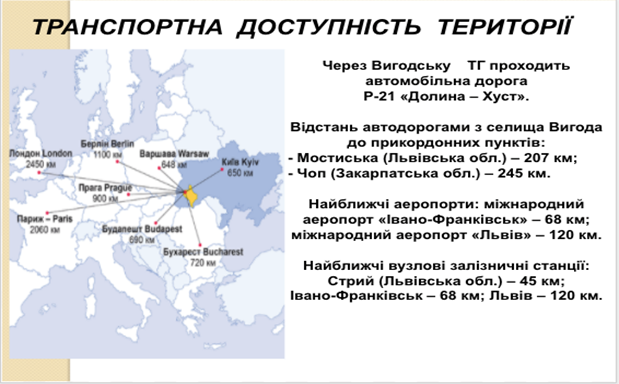 ТРАНСПОРТНА ДОСТУПНІСТЬ ТЕРИТОРІЇ
Лондон London
2450 км
Берлін Berlin
1100 км
Варшава Warsaw
648 км
Київ Kyiv
650 км
Прага Prague
900 км
Париж – Paris
2060 км
Будапешт Budapest
690 км
Бухарест Bucharest
720 км
Через Вигодську ТГ проходить
автомобільна дорога
Р-21 «Долина – Хуст».
Відстань автодорогами з селища Вигода
до прикордонних пунктів:
- Мостиська (Львівська обл.) – 207 км;
- Чоп (Закарпатська обл.) – 245 км.
Найближчі аеропорти: міжнародний
аеропорт «Івано-Франківськ» – 68 км;
міжнародний аеропорт «Львів» – 120 км.
Найближчі вузлові залізничні станції:
Стрий (Львівська обл.) – 45 км;
Івано-Франківськ – 68 км; Львів – 120 км.